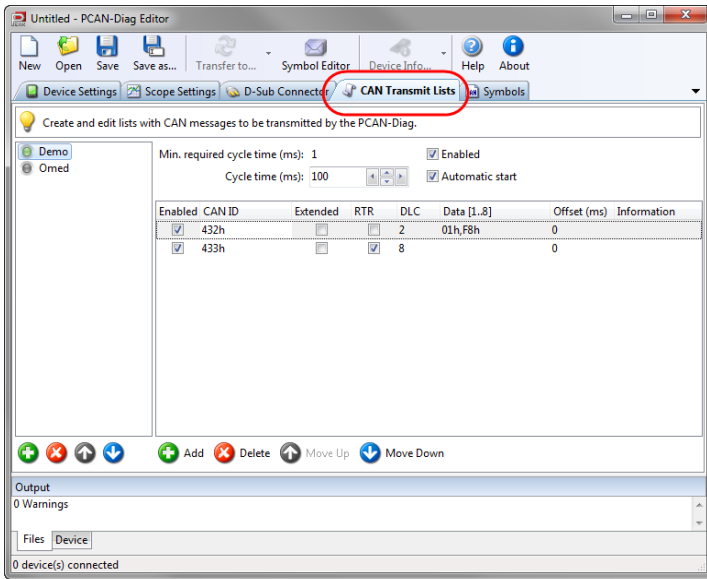 Untitled - PCAN-Diag Editor
New Open Save Save as... Transfer to... Symbol Editor Device Info... Help About
Device Settings Scope Settings D-Sub Connector CAN Transmit Lists Symbols
Create and edit lists with CAN messages to be transmitted by the PCAN-Diag.
Demo
Omed
Min. required cycle time (ms): 1 Enabled
Cycle time (ms): 100 Automatic start
Enabled CAN ID Extended RTR DLC Data [1..8] Offset (ms) Information
432h 2 01h,F8h 0
433h 8 0
Add Delete Move Up Move Down
Output
0 Warnings
Files Device
0 device(s) connected